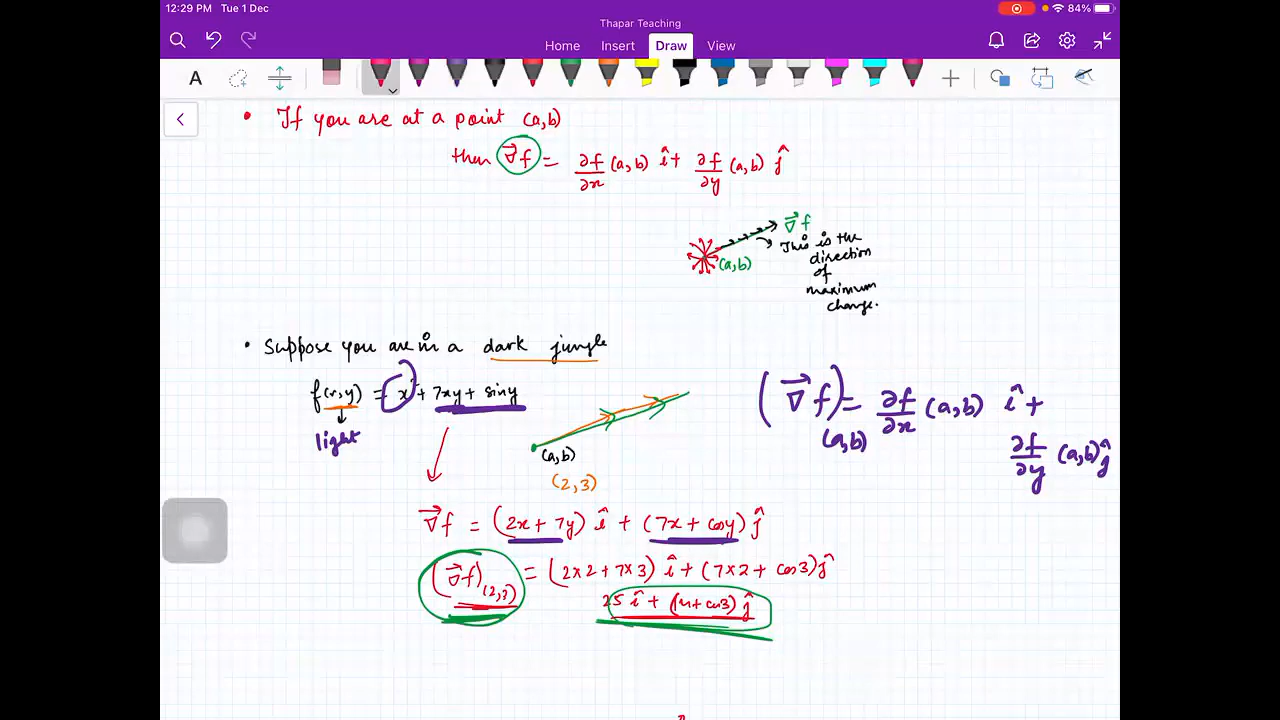 12:29 PM Tue 1 Dec
84%
Thapar Teaching
Home Insert Draw View
A
• If you are at a point (a,b)
then ∇⃗f = ∂f/∂x (a,b) î + ∂f/∂y (a,b) ĵ
∇⃗f
(a,b)
This is the
direction
of
maximum
change.
• Suppose you are in a dark jungle
f(x,y) = x² + 7xy + siny
light
(a,b)
(2,3)
(∇⃗f)(a,b) = ∂f/∂x (a,b) î +
∂f/∂y (a,b) ĵ
∇⃗f = (2x + 7y) î + (7x + cosy) ĵ
(∇⃗f)(2,3) = (2×2 + 7×3) î + (7×2 + cos3) ĵ
25 î + (14 + cos3) ĵ